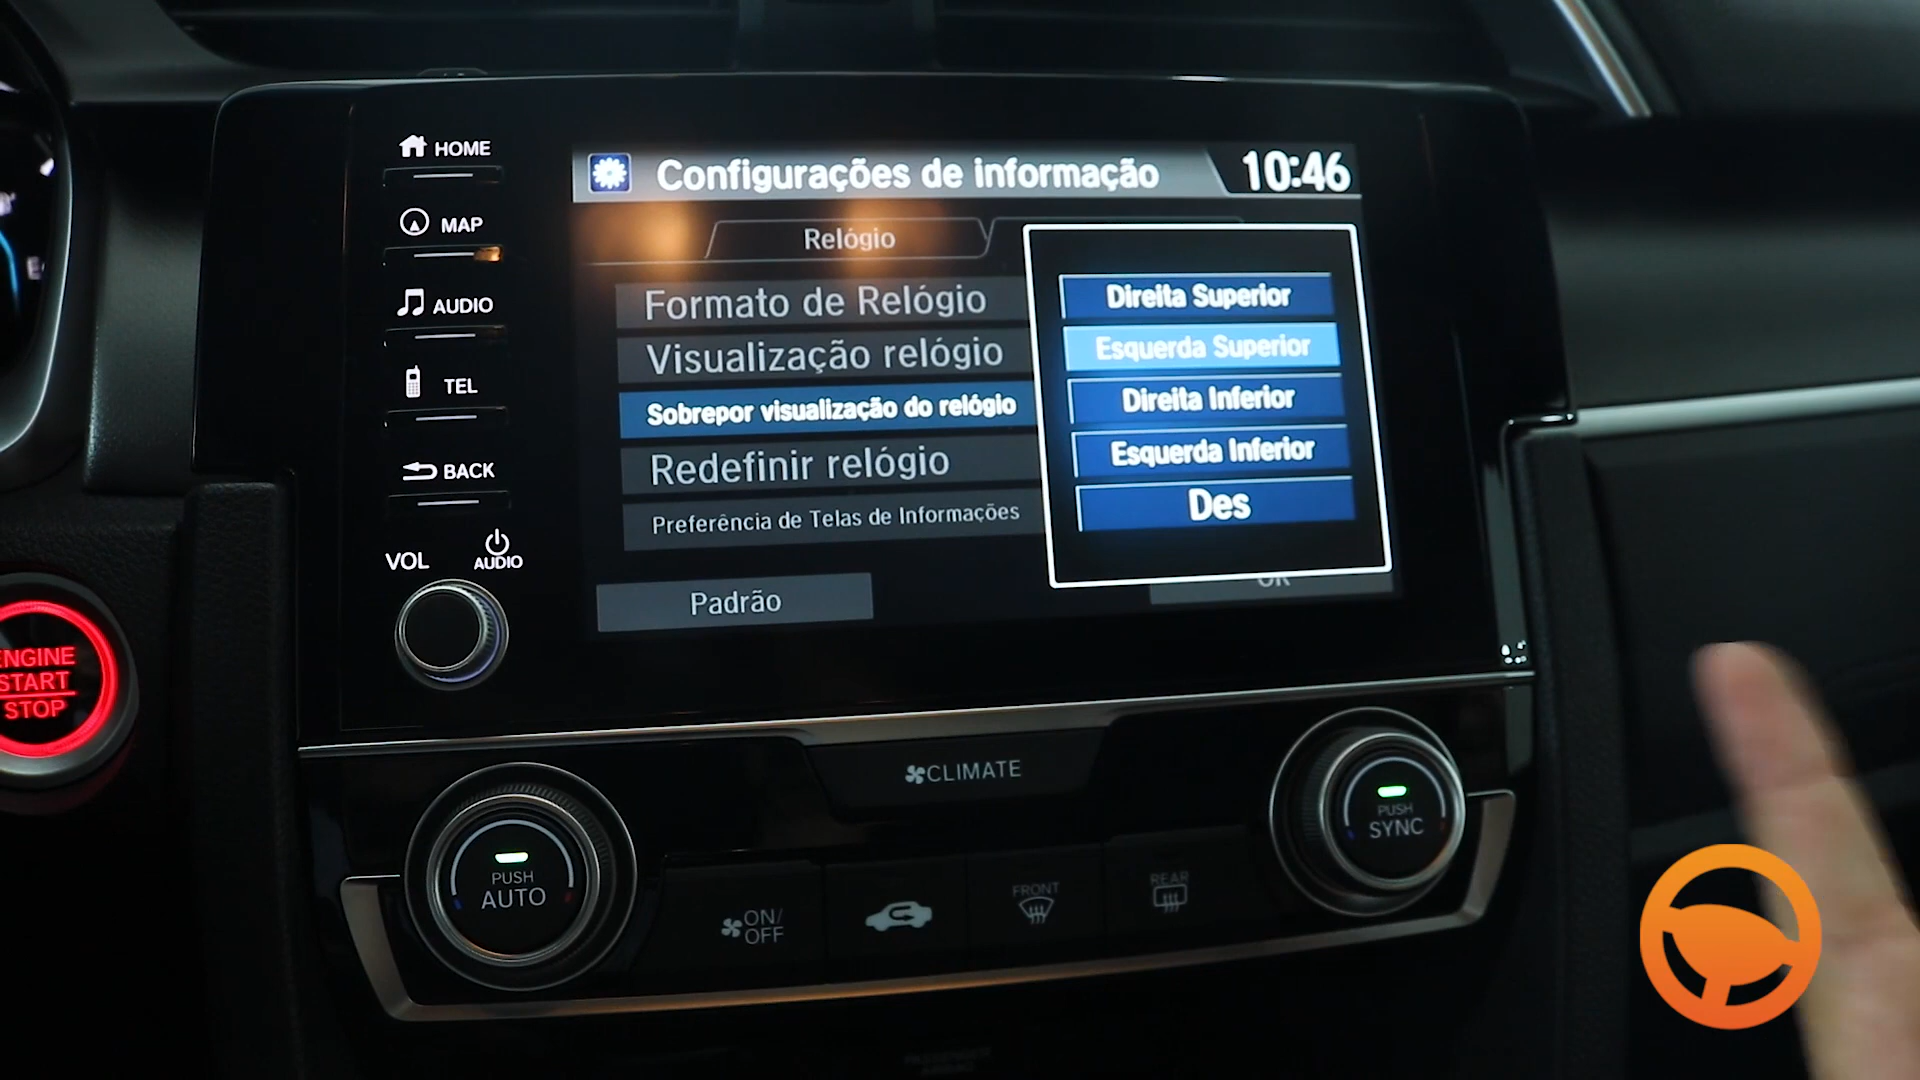 HOME
MAP
AUDIO
TEL
BACK
VOL
AUDIO
Configurações de informação
10:46
Relógio
Formato de Relógio
Visualização relógio
Sobrepor visualização do relógio
Redefinir relógio
Preferência de Telas de Informações
Padrão
Direita Superior
Esquerda Superior
Direita Inferior
Esquerda Inferior
Des
OK
ENGINE
START
STOP
CLIMATE
PUSH
AUTO
ON/
OFF
FRONT
REAR
PUSH
SYNC